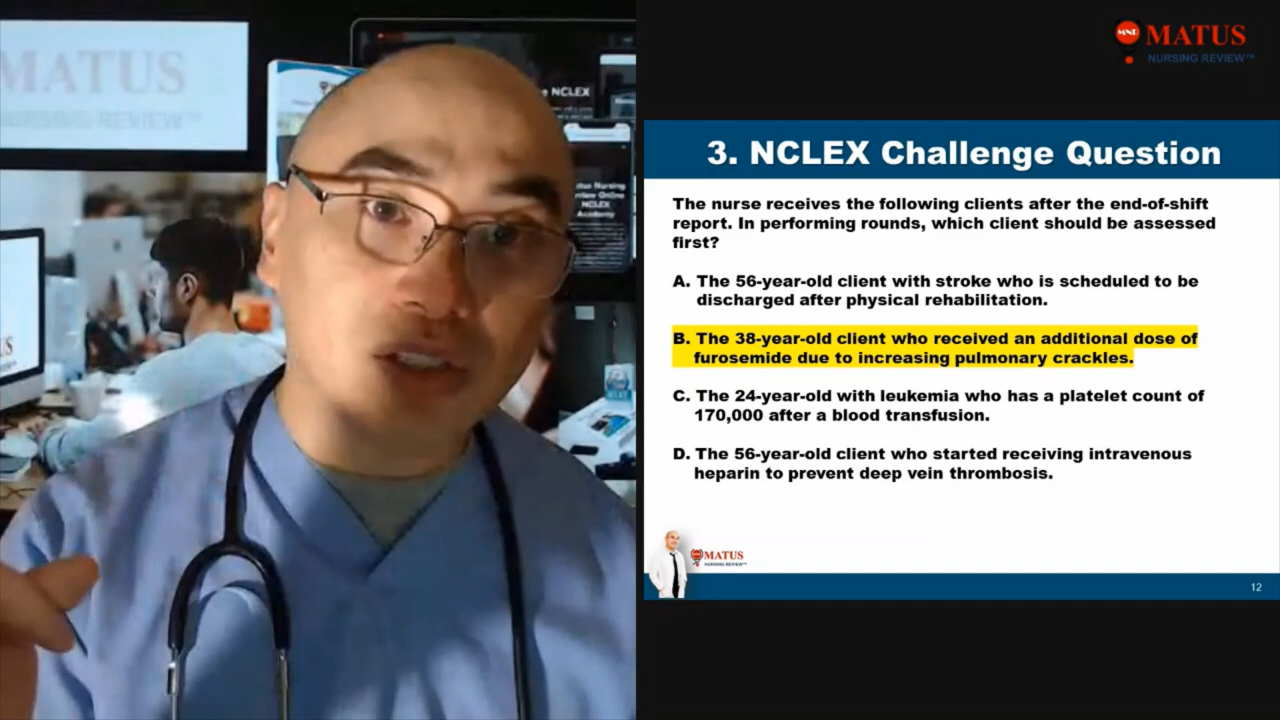 MATUS
NURSING REVIEW™
NCLEX
Academy
MATUS
MNR
MATUS
NURSING REVIEW™
3. NCLEX Challenge Question
The nurse receives the following clients after the end-of-shift
report. In performing rounds, which client should be assessed
first?
A. The 56-year-old client with stroke who is scheduled to be
discharged after physical rehabilitation.
B. The 38-year-old client who received an additional dose of
furosemide due to increasing pulmonary crackles.
C. The 24-year-old with leukemia who has a platelet count of
170,000 after a blood transfusion.
D. The 56-year-old client who started receiving intravenous
heparin to prevent deep vein thrombosis.
MATUS
NURSING REVIEW™
12